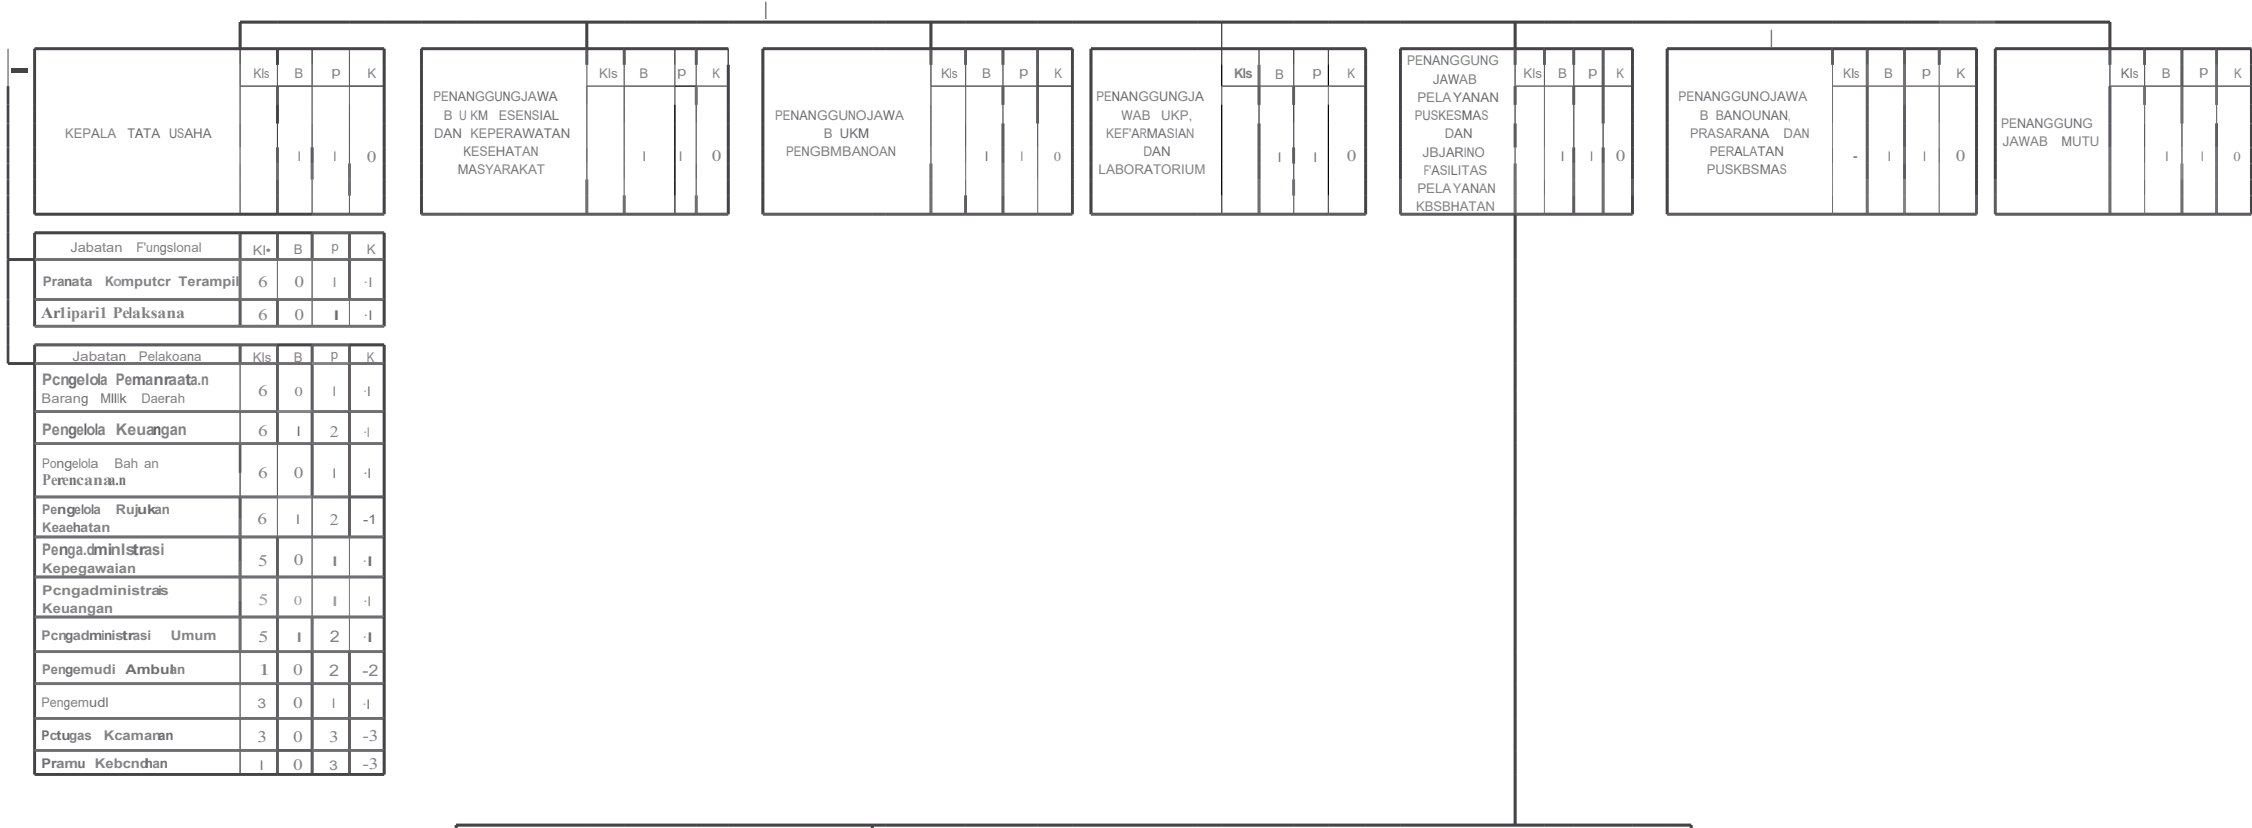 Kls B P K
KEPALA TATA USAHA
I I 0
Kls B P K
PENANGGUNGJAWA
B U KM ESENSIAL
DAN KEPERAWATAN
KESEHATAN
MASYARAKAT
I I 0
Kls B P K
PENANGGUNOJAWA
B UKM
PENGBMBANOAN
I I 0
Kls B P K
PENANGGUNGJA
WAB UKP,
KEF'ARMASIAN
DAN
LABORATORIUM
I I 0
Kls B P K
PENANGGUNG
JAWAB
PELAYANAN
PUSKESMAS
DAN
JBJARINO
F'ASILITAS
PELAYANAN
KBSBHATAN
I I 0
Kls B P K
PENANGGUNOJAWA
B BANOUNAN,
PRASARANA DAN
PERALATAN
PUSKBSMAS
- I I 0
Kls B P K
PENANGGUNG
JAWAB MUTU
I I 0
Jabatan F'ungslonal Kl• B p K
Pranata Komputcr Terampil 6 0 I ·I
Ar1ipari1 Pelaksana 6 0 I ·I
Jabatan Pelakoana Kls B P K
Pcngelola Pemanraata.n
Barang MIlIk Daerah 6 0 I ·I
Pengelola Keuangan 6 I 2 ·I
Pongelola Bah an
Perencanaa.n 6 0 I ·I
Pengelola Rujukan
Keaehatan 6 I 2 -1
Penga.dminIstrasi
Kepegawaian 5 0 I ·I
Pcngadministrais
Keuangan 5 0 I ·I
Pcngadministrasi Umum 5 I 2 ·I
Pengemudi Ambulan 1 0 2 -2
PengemudI 3 0 I ·I
Pctugas Kcamanan 3 0 3 -3
Pramu Kebcndhan I 0 3 -3